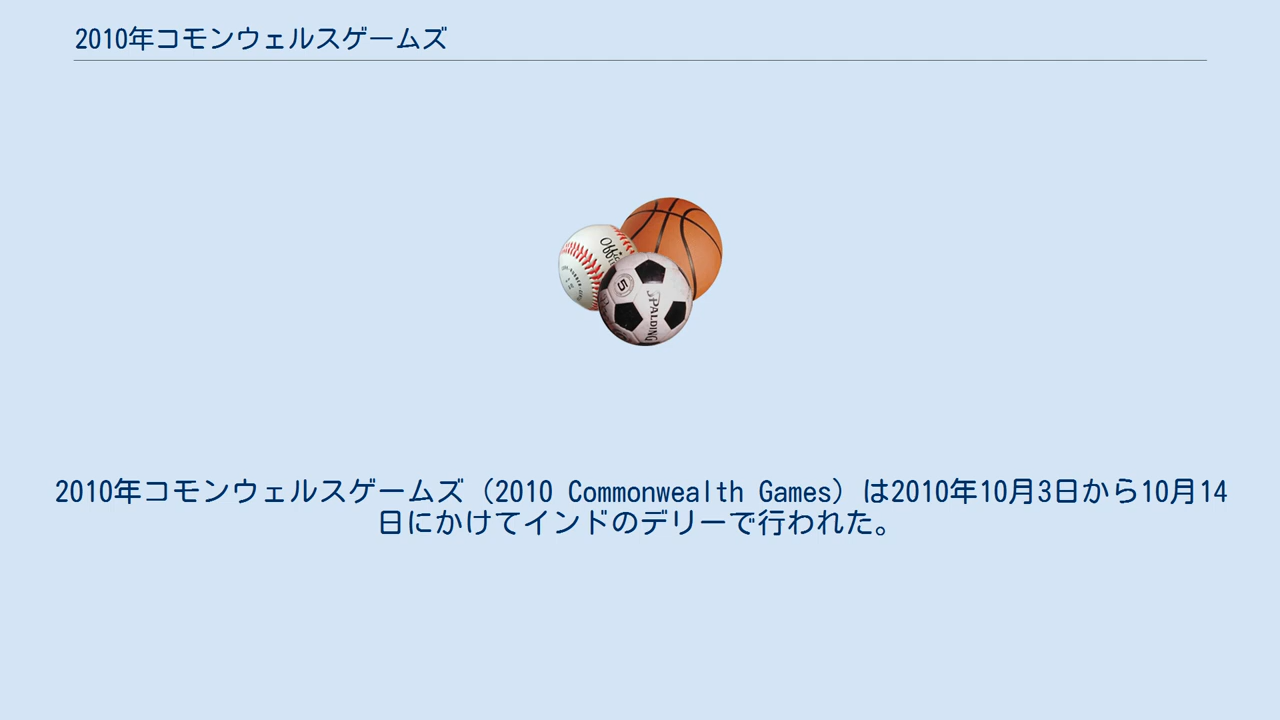 2010年コモンウェルスゲームズ
Offic
5
SPALDING
2010年コモンウェルスゲームズ（2010 Commonwealth Games）は2010年10月3日から10月14
日にかけてインドのデリーで行われた。